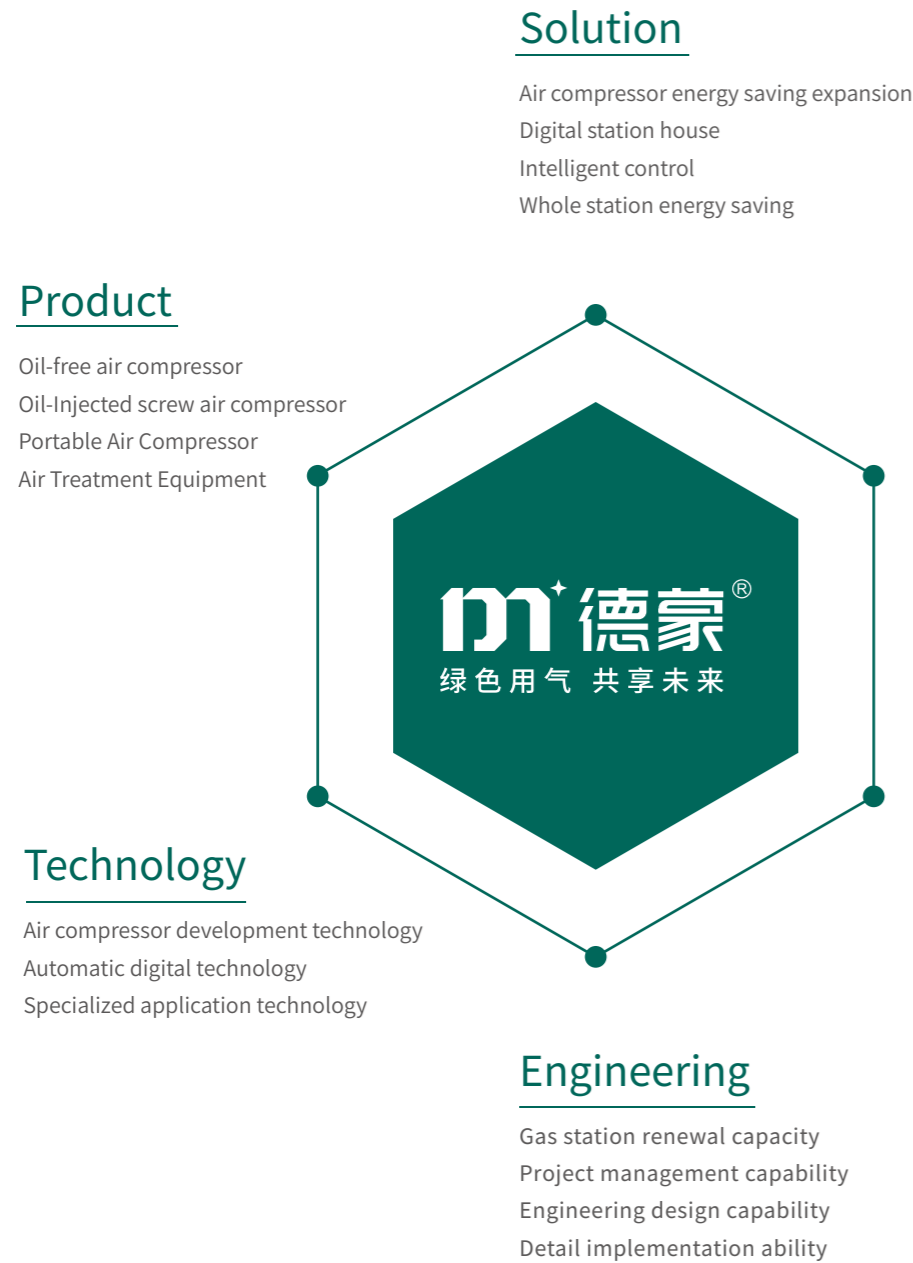 Solution
Air compressor energy saving expansion
Digital station house
Intelligent control
Whole station energy saving
Product
Oil-free air compressor
Oil-Injected screw air compressor
Portable Air Compressor
Air Treatment Equipment
m 德蒙®
绿色用气 共享未来
Technology
Air compressor development technology
Automatic digital technology
Specialized application technology
Engineering
Gas station renewal capacity
Project management capability
Engineering design capability
Detail implementation ability